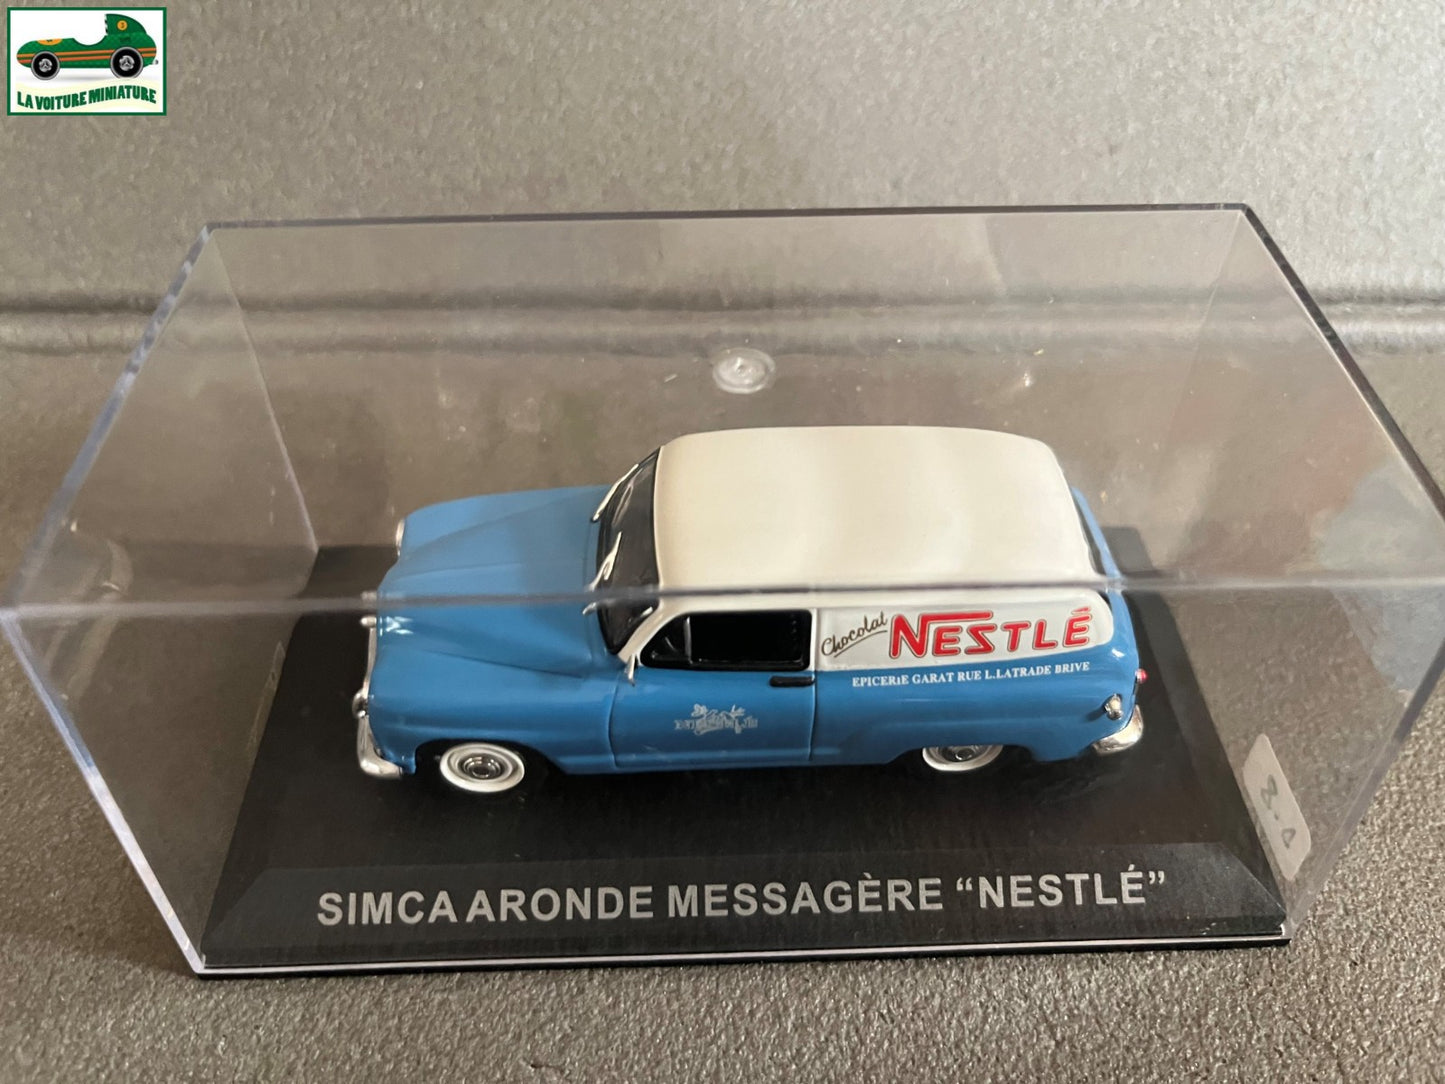 LA VOITURE MINIATURE
Chocolat NESTLÉ
EPICERIE GARAT RUE L.LATRADE BRIVE
SIMCA ARONDE MESSAGÈRE “NESTLÉ”